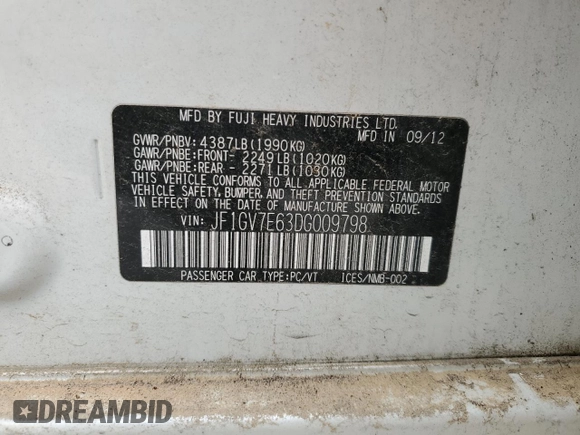 MFD BY FUJI HEAVY INDUSTRIES LTD.
MFD IN 09/12
GVWR/PNBV: 4387LB(1990KG)
GAWR/PNBE:FRONT- 2249LB(1020KG)
GAWR/PNBE:REAR - 2271LB(1030KG)
THIS VEHICLE CONFORMS TO ALL APPLICABLE FEDERAL MOTOR
VEHICLE SAFETY, BUMPER, AND THEFT PREVENTION STANDARDS
IN EFFECT ON THE DATE OF MANUFACTURE SHOWN ABOVE.
VIN: JF1GV7E63DG009798
PASSENGER CAR TYPE:PC/VT ICES/NMB-002
DREAMBID